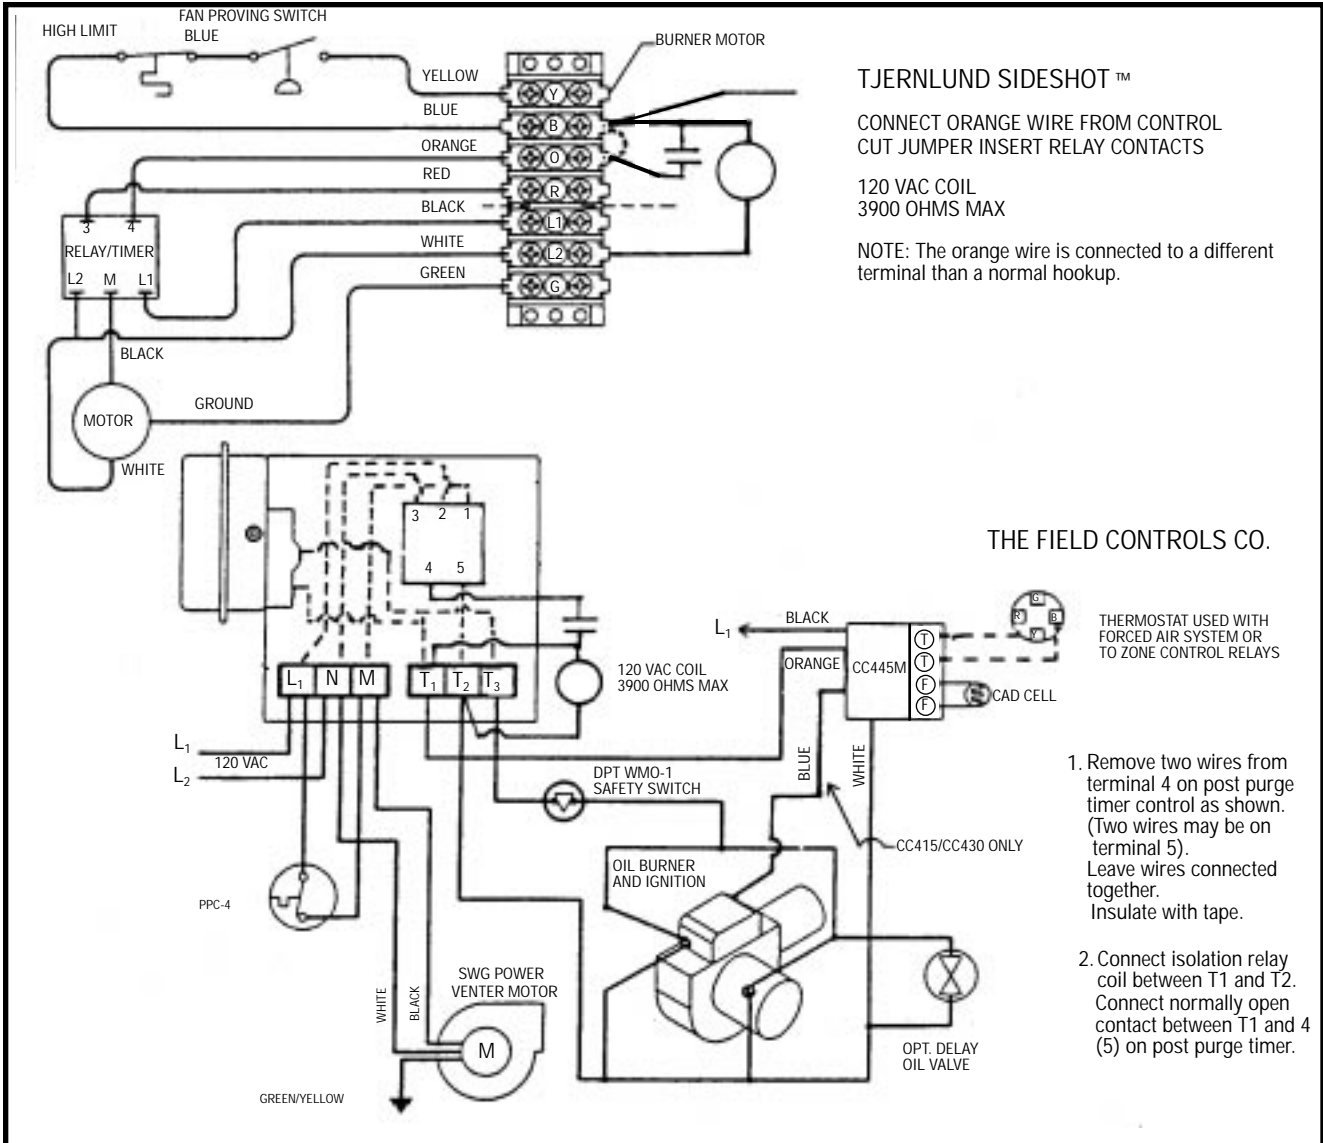 HIGH LIMIT
FAN PROVING SWITCH
BLUE
BURNER MOTOR
YELLOW
BLUE
ORANGE
RED
BLACK
WHITE
GREEN
Y
B
O
R
L1
L2
G
3 4
RELAY/TIMER
L2 M L1
BLACK
MOTOR
GROUND
WHITE
TJERNLUND SIDESHOT ™
CONNECT ORANGE WIRE FROM CONTROL
CUT JUMPER INSERT RELAY CONTACTS
120 VAC COIL
3900 OHMS MAX
NOTE: The orange wire is connected to a different
terminal than a normal hookup.
3 2 1
4 5
L1 N M
T1 T2 T3
120 VAC COIL
3900 OHMS MAX
L1
120 VAC
L2
PPC-4
WHITE
BLACK
SWG POWER
VENTER MOTOR
M
GREEN/YELLOW
DPT WMO-1
SAFETY SWITCH
OIL BURNER
AND IGNITION
THE FIELD CONTROLS CO.
L1
BLACK
ORANGE
CC445M
T
T
F
F
G
R
B
Y
THERMOSTAT USED WITH
FORCED AIR SYSTEM OR
TO ZONE CONTROL RELAYS
CAD CELL
BLUE
WHITE
CC415/CC430 ONLY
OPT. DELAY
OIL VALVE
1. Remove two wires from
terminal 4 on post purge
timer control as shown.
(Two wires may be on
terminal 5).
Leave wires connected
together.
Insulate with tape.
2. Connect isolation relay
coil between T1 and T2.
Connect normally open
contact between T1 and 4
(5) on post purge timer.